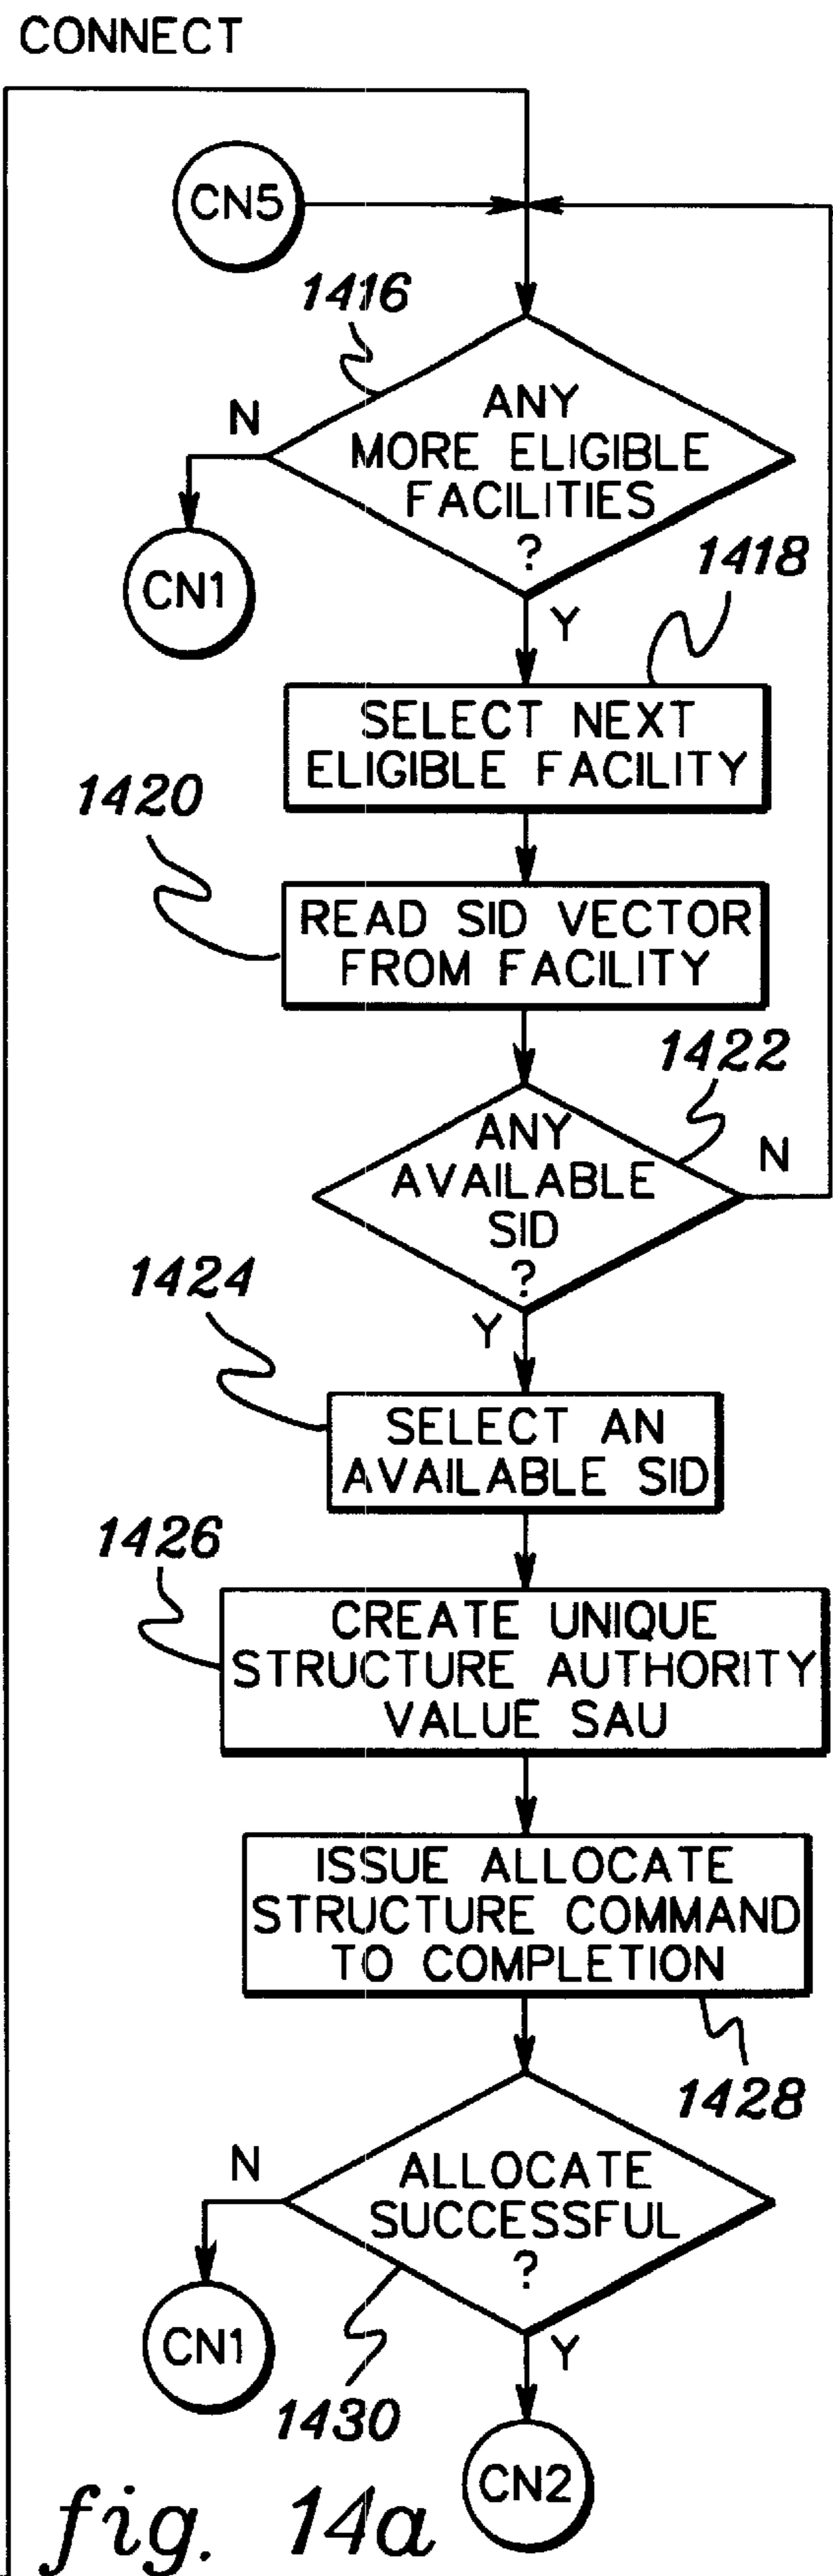 CONNECT
CN5
1416
ANY
MORE ELIGIBLE
FACILITIES
?
N
CN1
Y
1418
SELECT NEXT
ELIGIBLE FACILITY
1420
READ SID VECTOR
FROM FACILITY
1422
ANY
AVAILABLE
SID
?
N
Y
1424
SELECT AN
AVAILABLE SID
1426
CREATE UNIQUE
STRUCTURE AUTHORITY
VALUE SAU
ISSUE ALLOCATE
STRUCTURE COMMAND
TO COMPLETION
1428
N
ALLOCATE
SUCCESSFUL
?
CN1
Y
1430
CN2
fig. 14a